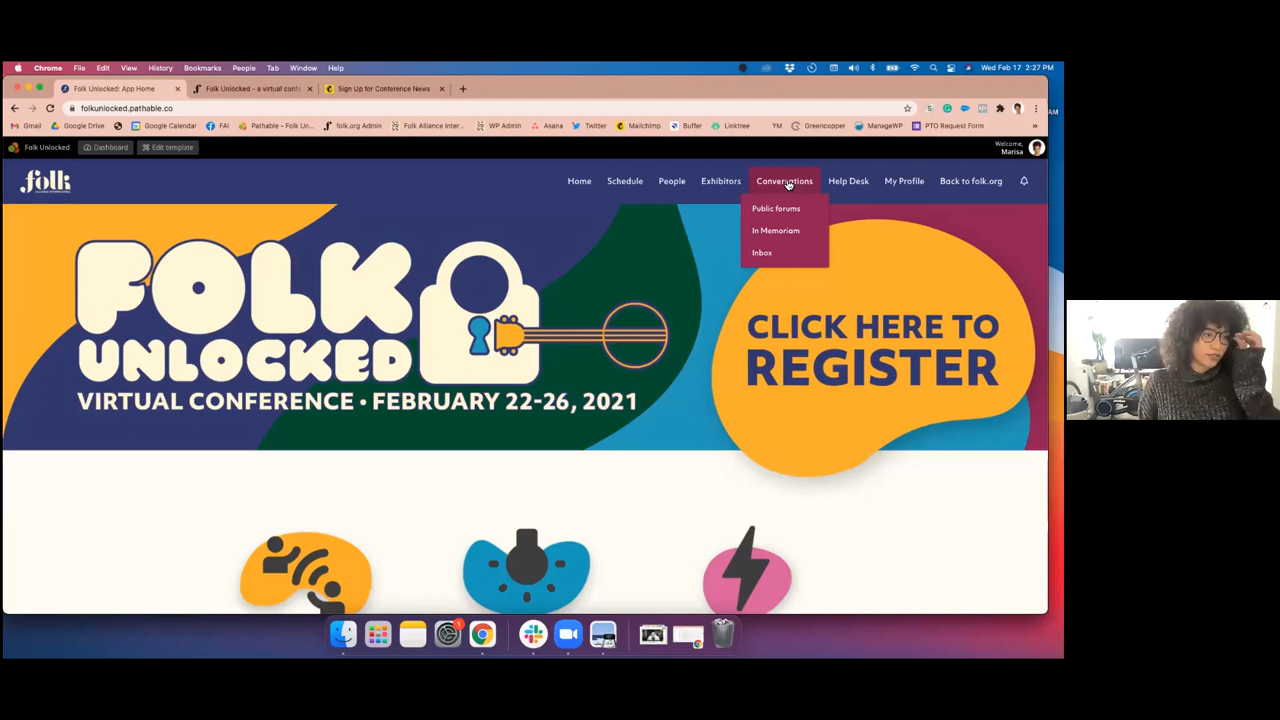 Chrome File Edit View History Bookmarks People Tab Window Help Wed Feb 17 2:27 PM
Folk Unlocked: App Home Folk Unlocked - a virtual confe Sign Up for Conference News
folkunlocked.pathable.co
Gmail Google Drive Google Calendar FAI Pathable - Folk Un... folk.org Admin Folk Alliance Inter... WP Admin Asana Twitter Mailchimp Buffer Linktree YM Greencopper ManageWP PTO Request Form »
AM
Folk Unlocked Dashboard Edit template
Welcome,
Marisa
folk Home Schedule People Exhibitors Conversations Help Desk My Profile Back to folk.org
Public forums
In Memoriam
Inbox
FOLK
UNLOCKED
VIRTUAL CONFERENCE • FEBRUARY 22-26, 2021
CLICK HERE TO
REGISTER
1